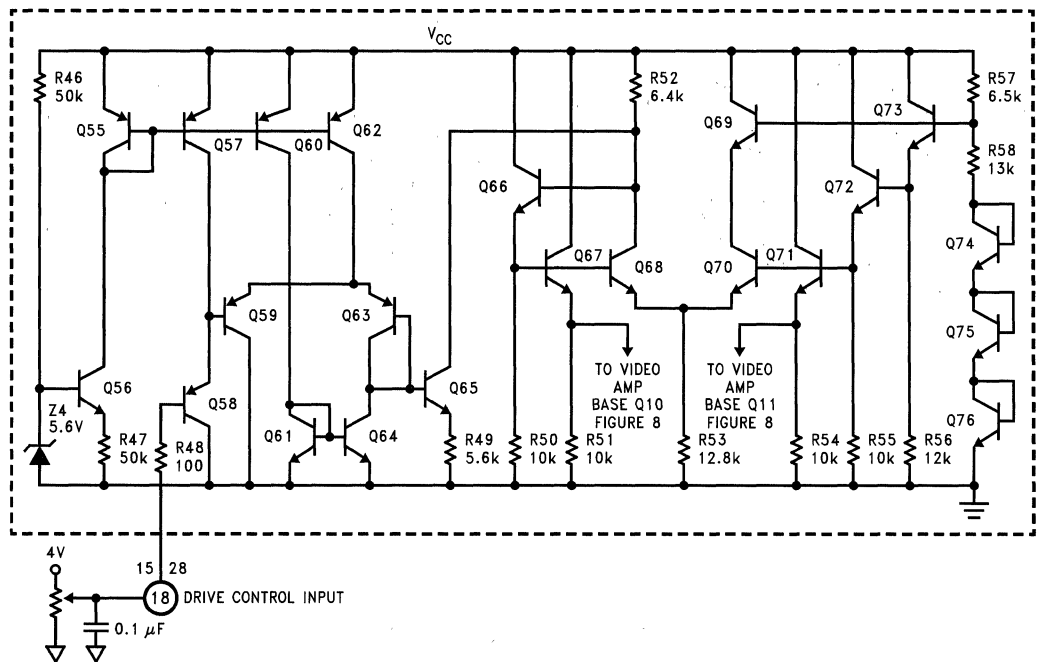 V_CC
R46
50k
Q55
Q57
Q60
Q62
R52
6.4k
Q69
Q73
R57
6.5k
R58
13k
Q66
Q72
Q74
Q67
Q68
Q70
Q71
Q59
Q63
Q75
Q56
Z4
5.6V
Q58
Q65
TO VIDEO
AMP
BASE Q10
FIGURE 8
TO VIDEO
AMP
BASE Q11
FIGURE 8
Q76
R47
50k
R48
100
Q61
Q64
R49
5.6k
R50
10k
R51
10k
R53
12.8k
R54
10k
R55
10k
R56
12k
4V
15 28
18 DRIVE CONTROL INPUT
0.1 μF